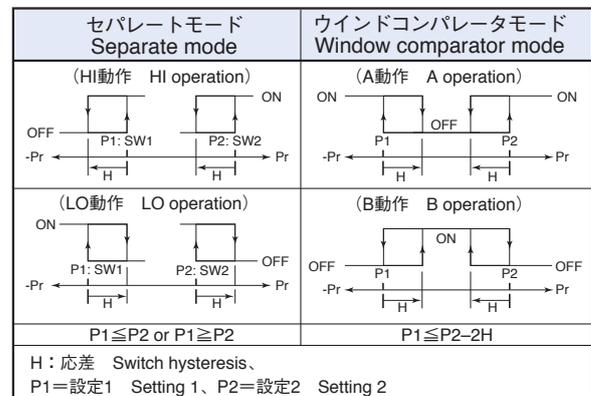 セパレートモード
Separate mode
ウインドコンパレータモード
Window comparator mode
（HI動作　HI operation）
ON
OFF
P1: SW1
P2: SW2
-Pr
Pr
H
H
（A動作　A operation）
ON
ON
OFF
P1
P2
-Pr
Pr
H
H
（LO動作　LO operation）
ON
OFF
P1: SW1
P2: SW2
-Pr
Pr
H
H
（B動作　B operation）
ON
OFF
OFF
P1
P2
-Pr
Pr
H
H
P1≦P2 or P1≧P2
P1≦P2–2H
H：応差　Switch hysteresis、
P1＝設定1　Setting 1、P2＝設定2　Setting 2